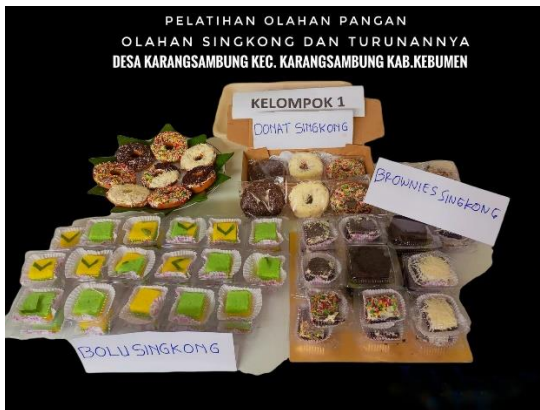 PELATIHAN OLAHAN PANGAN
OLAHAN SINGKONG DAN TURUNANNYA
DESA KARANGSAMBUNG KEC. KARANGSAMBUNG KAB.KEBUMEN
KELOMPOK 1
DONAT SINGKONG
BROWNIES SINGKONG
BOLU SINGKONG